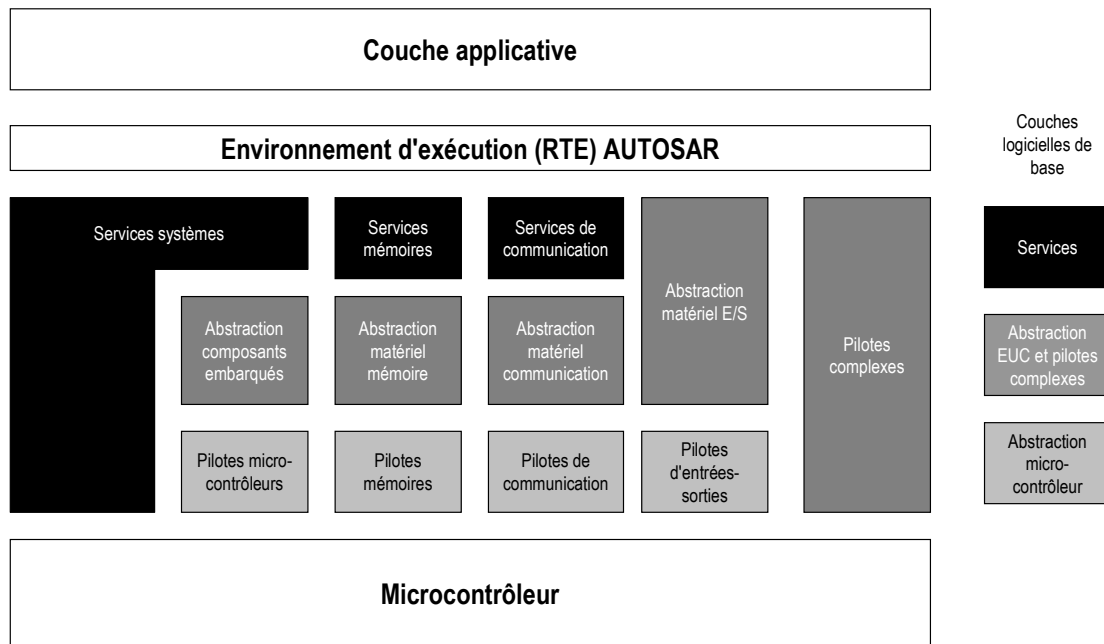 Couche applicative
Environnement d'exécution (RTE) AUTOSAR
Couches
logicielles de
base
Services systèmes
Services
mémoires
Services de
communication
Abstraction
matériel E/S
Pilotes
complexes
Services
Abstraction
composants
embarqués
Abstraction
matériel
mémoire
Abstraction
matériel
communication
Abstraction
EUC et pilotes
complexes
Pilotes micro-
contrôleurs
Pilotes
mémoires
Pilotes de
communication
Pilotes
d'entrées-
sorties
Abstraction
micro-
contrôleur
Microcontrôleur